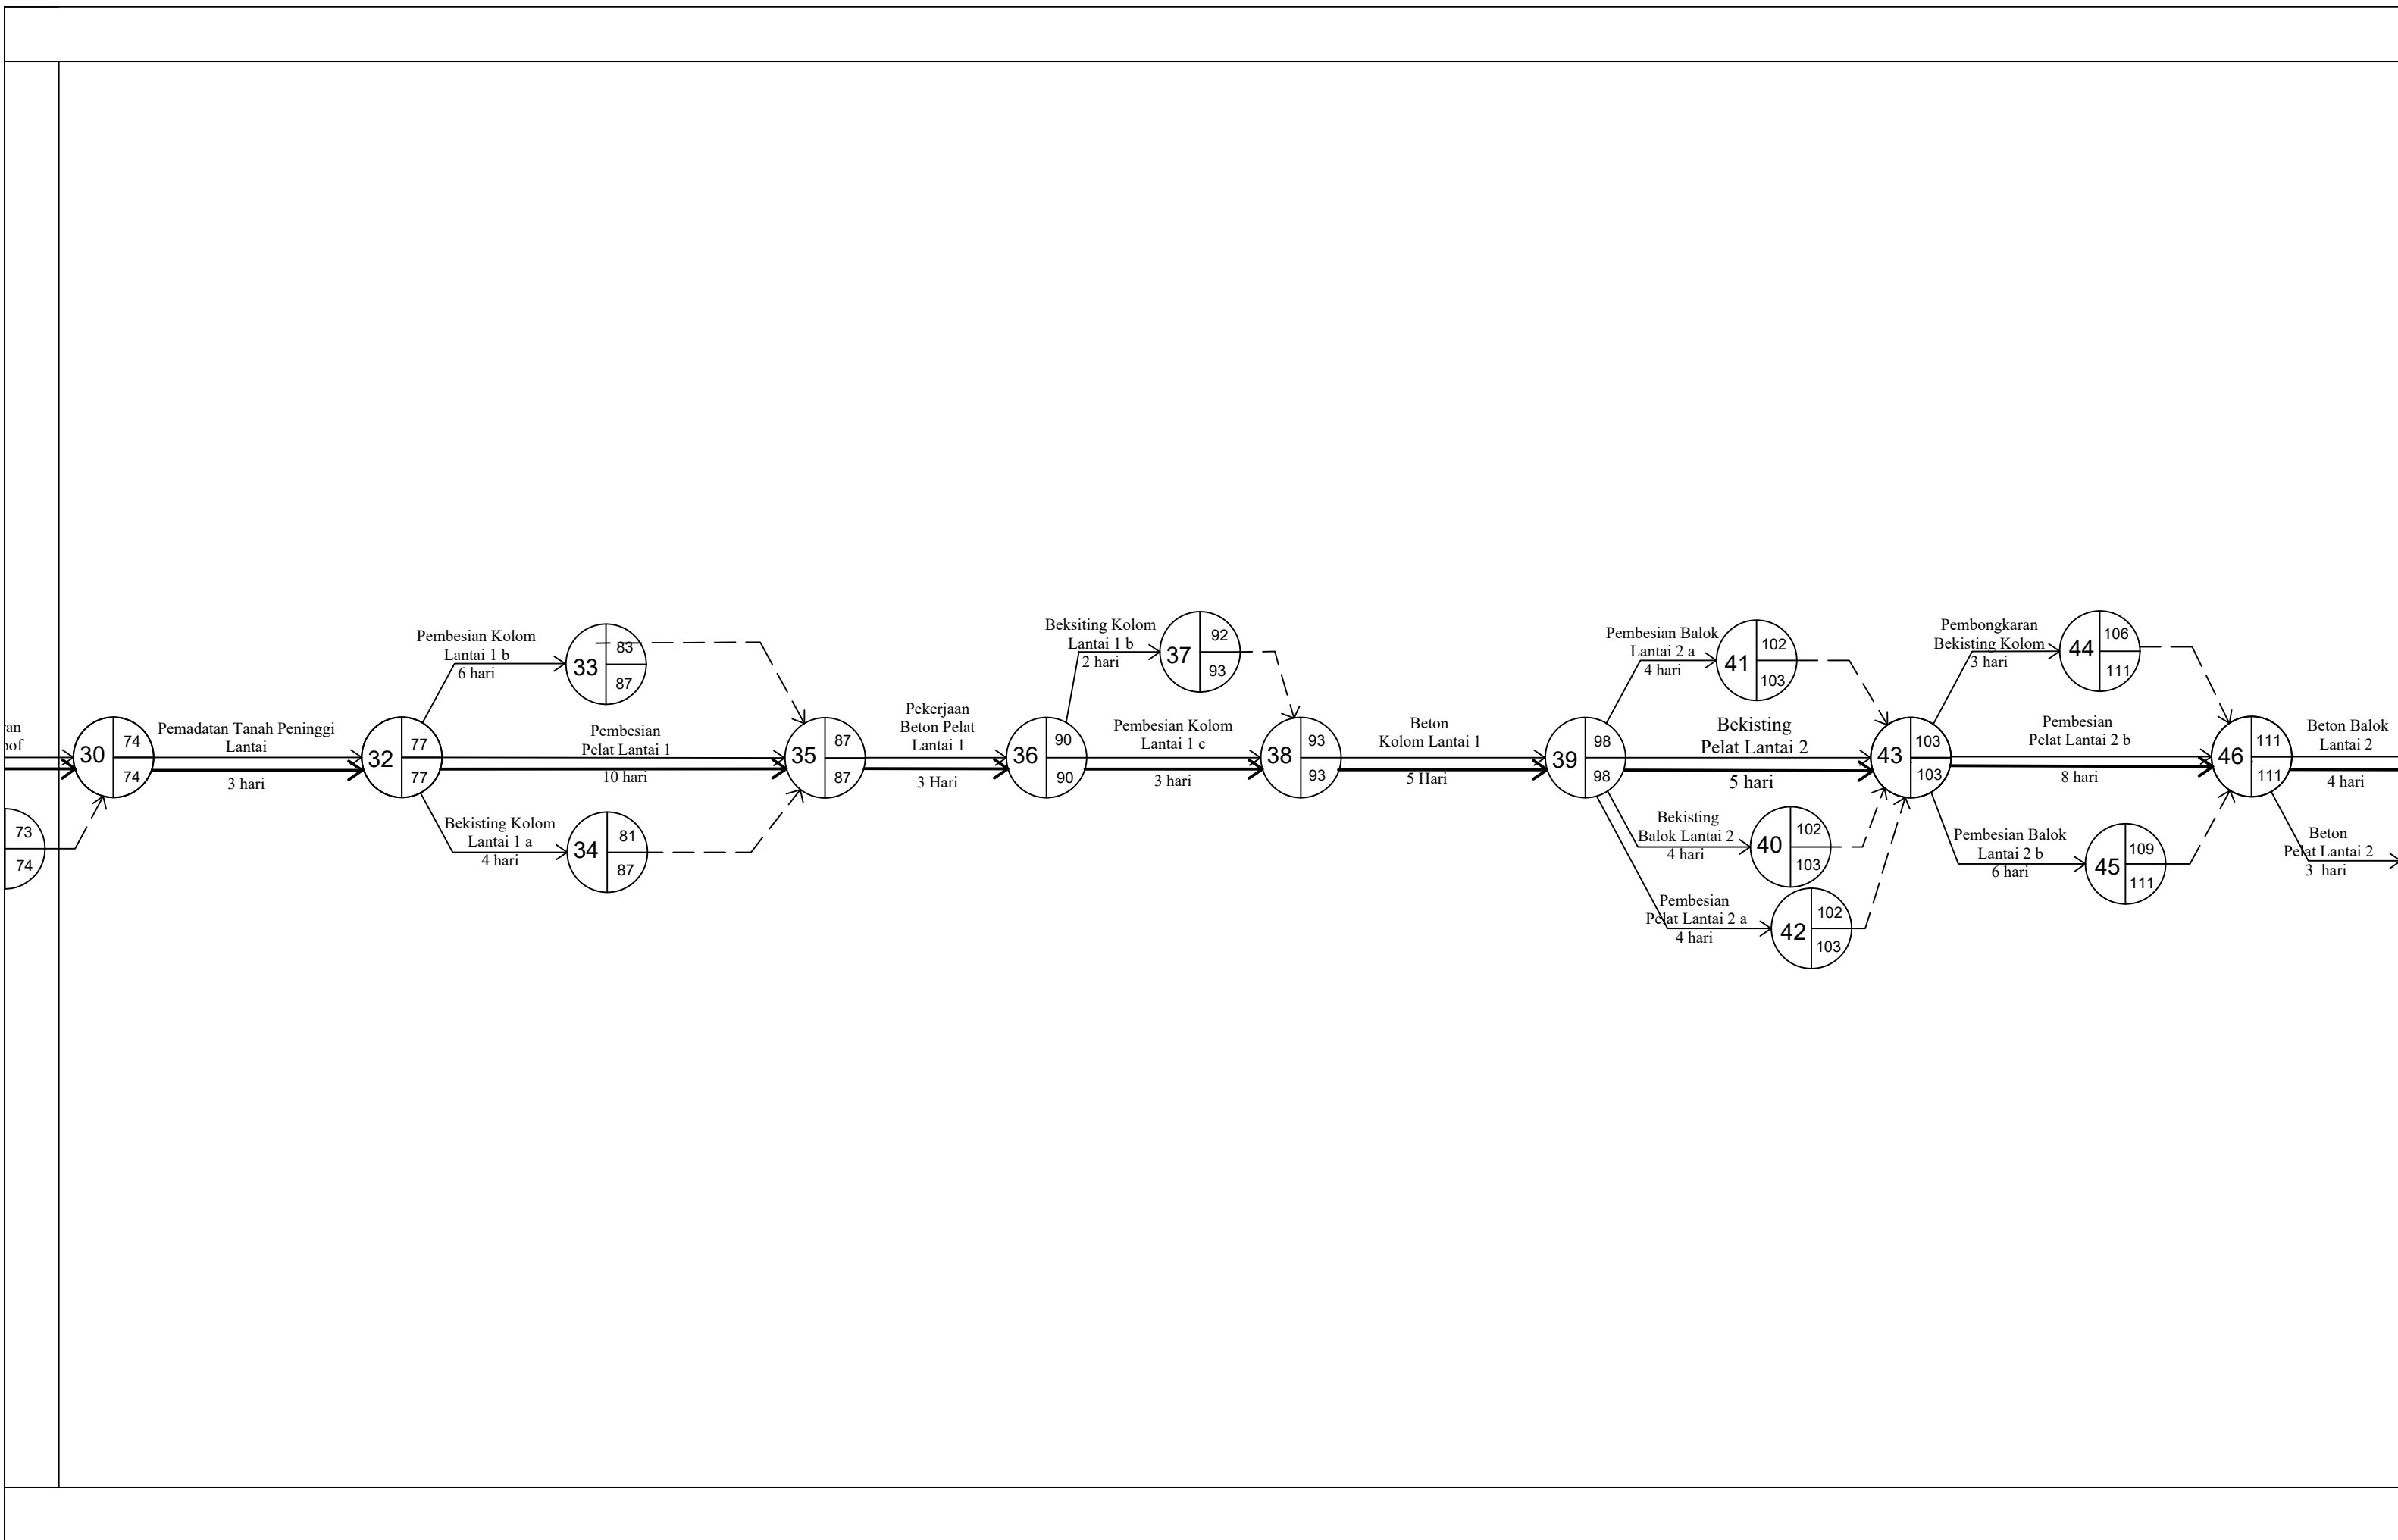 ran
oof
73
74
30
74
74
Pemadatan Tanah Peninggi
Lantai
3 hari
32
77
77
Pembesian Kolom
Lantai 1 b
6 hari
33
83
87
Pembesian
Pelat Lantai 1
10 hari
Bekisting Kolom
Lantai 1 a
4 hari
34
81
87
35
87
87
Pekerjaan
Beton Pelat
Lantai 1
3 Hari
36
90
90
Beksiting Kolom
Lantai 1 b
2 hari
37
92
93
Pembesian Kolom
Lantai 1 c
3 hari
38
93
93
Beton
Kolom Lantai 1
5 Hari
39
98
98
Pembesian Balok
Lantai 2 a
4 hari
41
102
103
Bekisting
Pelat Lantai 2
5 hari
Bekisting
Balok Lantai 2
4 hari
40
102
103
Pembesian
Pelat Lantai 2 a
4 hari
42
102
103
43
103
103
Pembongkaran
Bekisting Kolom
3 hari
44
106
111
Pembesian
Pelat Lantai 2 b
8 hari
Pembesian Balok
Lantai 2 b
6 hari
45
109
111
46
111
111
Beton Balok
Lantai 2
4 hari
Beton
Pelat Lantai 2
3 hari